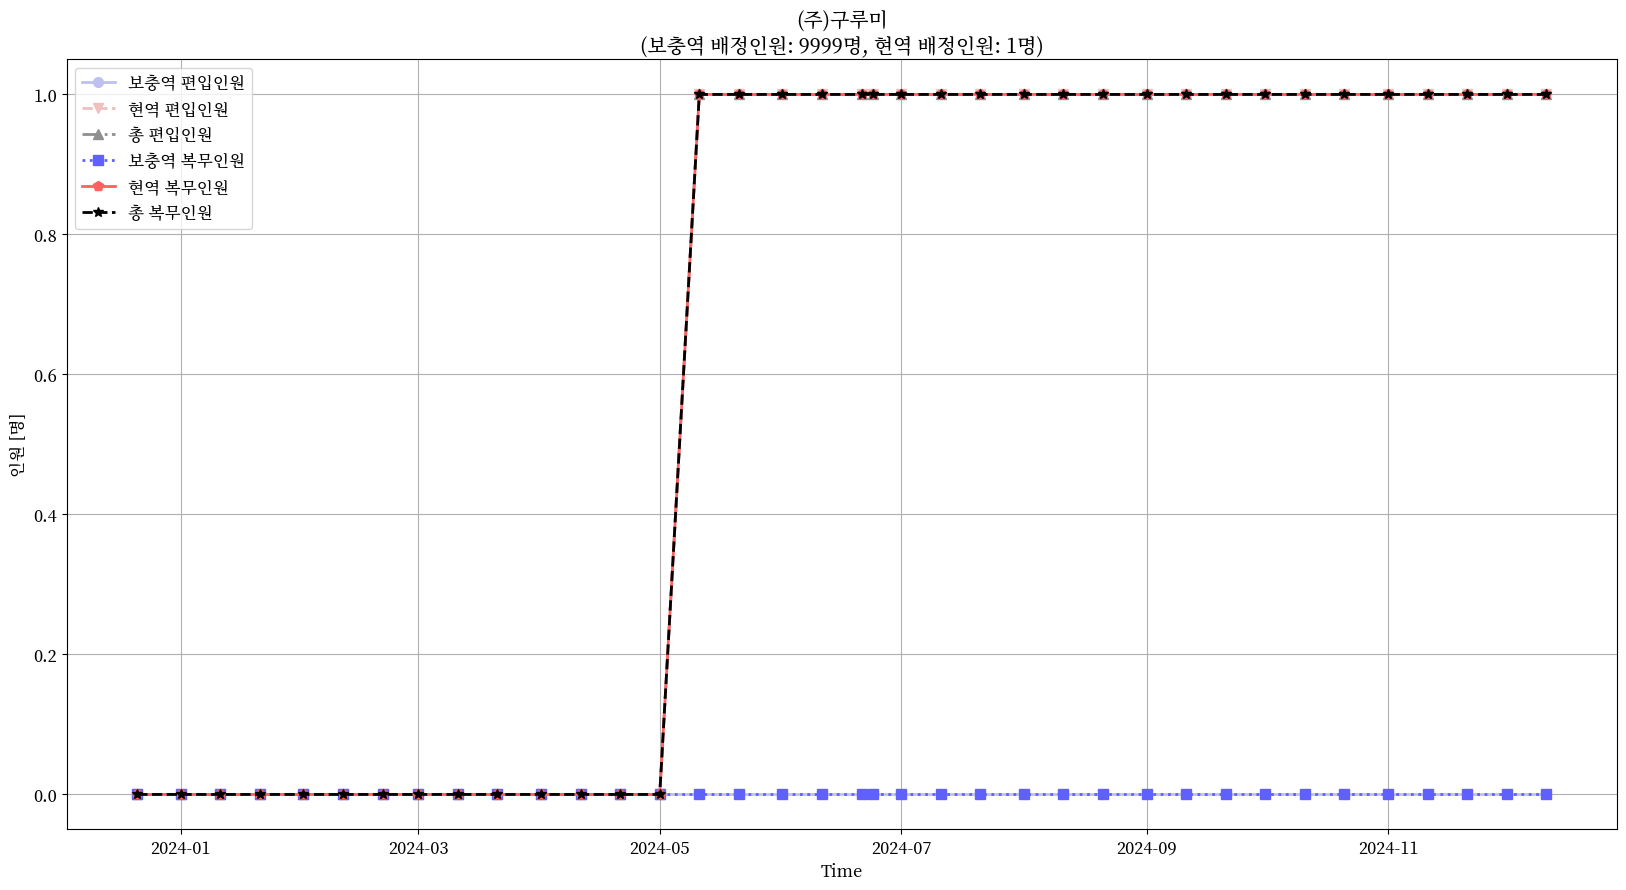 (주)구루미
(보충역 배정인원: 9999명, 현역 배정인원: 1명)
보충역 편입인원
현역 편입인원
총 편입인원
보충역 복무인원
현역 복무인원
총 복무인원
1.0
0.8
0.6
0.4
0.2
0.0
인원 [명]
2024-01
2024-03
2024-05
2024-07
2024-09
2024-11
Time